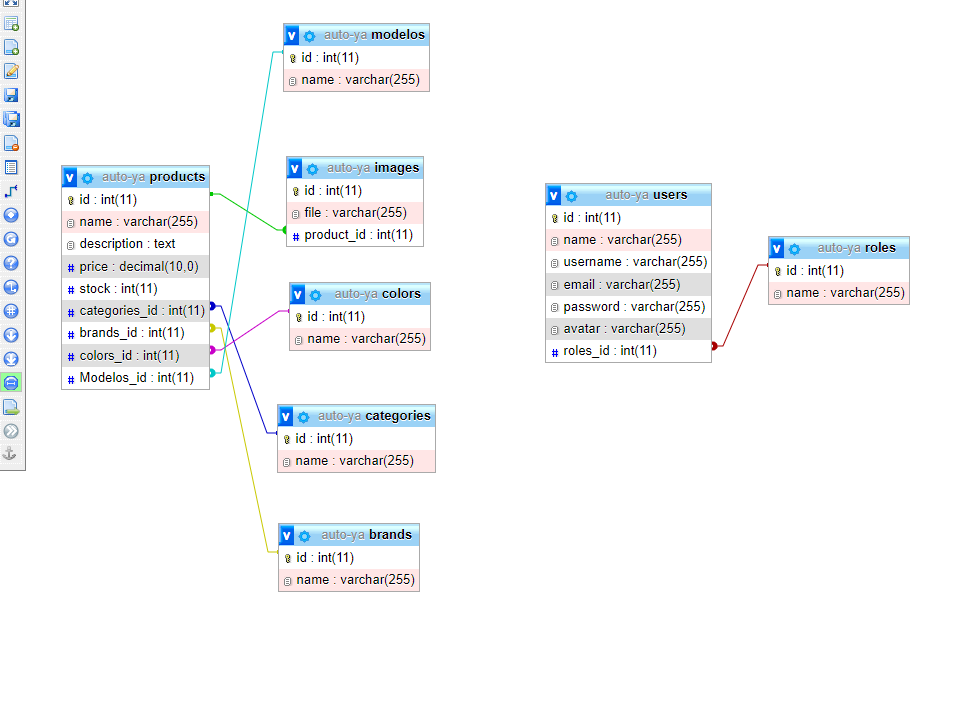 v auto-ya modelos
id : int(11)
name : varchar(255)
v auto-ya images
id : int(11)
file : varchar(255)
# product_id : int(11)
v auto-ya products
id : int(11)
name : varchar(255)
description : text
# price : decimal(10,0)
# stock : int(11)
# categories_id : int(11)
# brands_id : int(11)
# colors_id : int(11)
# Modelos_id : int(11)
v auto-ya colors
id : int(11)
name : varchar(255)
v auto-ya categories
id : int(11)
name : varchar(255)
v auto-ya brands
id : int(11)
name : varchar(255)
v auto-ya users
id : int(11)
name : varchar(255)
username : varchar(255)
email : varchar(255)
password : varchar(255)
avatar : varchar(255)
# roles_id : int(11)
v auto-ya roles
id : int(11)
name : varchar(255)